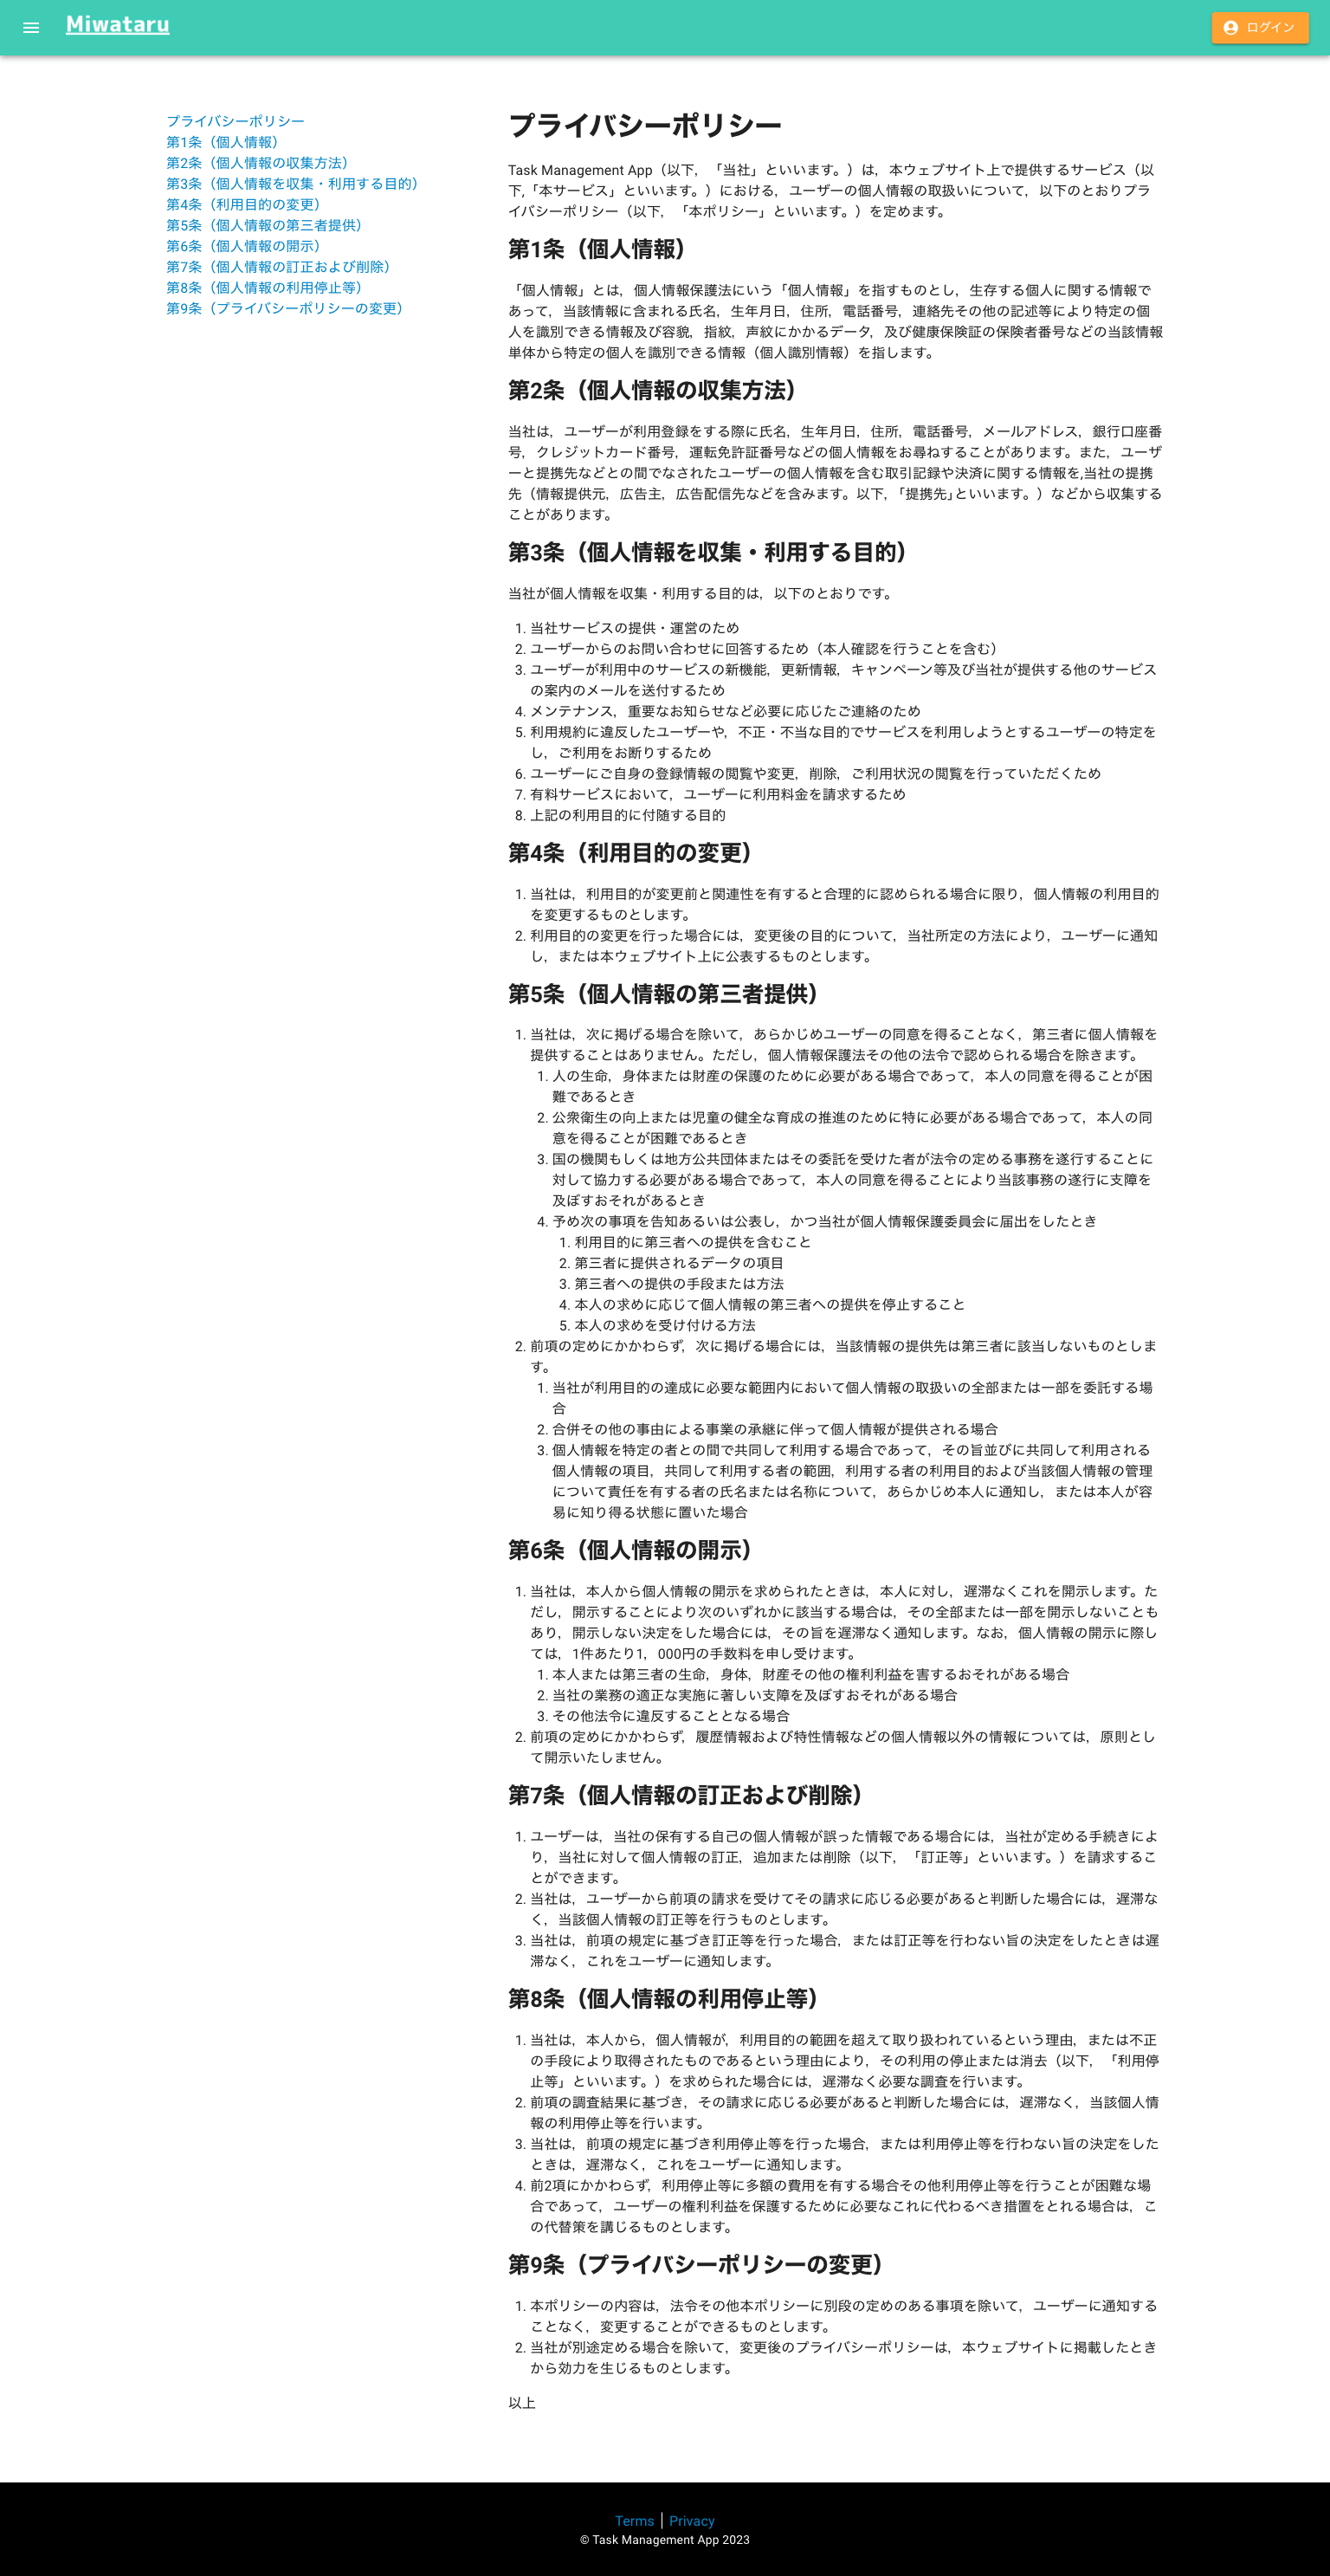 Miwataru
ログイン
プライバシーポリシー
第1条（個人情報）
第2条（個人情報の収集方法）
第3条（個人情報を収集・利用する目的）
第4条（利用目的の変更）
第5条（個人情報の第三者提供）
第6条（個人情報の開示）
第7条（個人情報の訂正および削除）
第8条（個人情報の利用停止等）
第9条（プライバシーポリシーの変更）
プライバシーポリシー
Task Management App（以下，「当社」といいます。）は，本ウェブサイト上で提供するサービス（以
下,「本サービス」といいます。）における，ユーザーの個人情報の取扱いについて，以下のとおりプラ
イバシーポリシー（以下，「本ポリシー」といいます。）を定めます。
第1条（個人情報）
「個人情報」とは，個人情報保護法にいう「個人情報」を指すものとし，生存する個人に関する情報で
あって，当該情報に含まれる氏名，生年月日，住所，電話番号，連絡先その他の記述等により特定の個
人を識別できる情報及び容貌，指紋，声紋にかかるデータ，及び健康保険証の保険者番号などの当該情報
単体から特定の個人を識別できる情報（個人識別情報）を指します。
第2条（個人情報の収集方法）
当社は，ユーザーが利用登録をする際に氏名，生年月日，住所，電話番号，メールアドレス，銀行口座番
号，クレジットカード番号，運転免許証番号などの個人情報をお尋ねすることがあります。また，ユーザ
ーと提携先などとの間でなされたユーザーの個人情報を含む取引記録や決済に関する情報を,当社の提携
先（情報提供元，広告主，広告配信先などを含みます。以下，｢提携先｣といいます。）などから収集する
ことがあります。
第3条（個人情報を収集・利用する目的）
当社が個人情報を収集・利用する目的は，以下のとおりです。
1. 当社サービスの提供・運営のため
2. ユーザーからのお問い合わせに回答するため（本人確認を行うことを含む）
3. ユーザーが利用中のサービスの新機能，更新情報，キャンペーン等及び当社が提供する他のサービス
の案内のメールを送付するため
4. メンテナンス，重要なお知らせなど必要に応じたご連絡のため
5. 利用規約に違反したユーザーや，不正・不当な目的でサービスを利用しようとするユーザーの特定を
し，ご利用をお断りするため
6. ユーザーにご自身の登録情報の閲覧や変更，削除，ご利用状況の閲覧を行っていただくため
7. 有料サービスにおいて，ユーザーに利用料金を請求するため
8. 上記の利用目的に付随する目的
第4条（利用目的の変更）
1. 当社は，利用目的が変更前と関連性を有すると合理的に認められる場合に限り，個人情報の利用目的
を変更するものとします。
2. 利用目的の変更を行った場合には，変更後の目的について，当社所定の方法により，ユーザーに通知
し，または本ウェブサイト上に公表するものとします。
第5条（個人情報の第三者提供）
1. 当社は，次に掲げる場合を除いて，あらかじめユーザーの同意を得ることなく，第三者に個人情報を
提供することはありません。ただし，個人情報保護法その他の法令で認められる場合を除きます。
1. 人の生命，身体または財産の保護のために必要がある場合であって，本人の同意を得ることが困
難であるとき
2. 公衆衛生の向上または児童の健全な育成の推進のために特に必要がある場合であって，本人の同
意を得ることが困難であるとき
3. 国の機関もしくは地方公共団体またはその委託を受けた者が法令の定める事務を遂行することに
対して協力する必要がある場合であって，本人の同意を得ることにより当該事務の遂行に支障を
及ぼすおそれがあるとき
4. 予め次の事項を告知あるいは公表し，かつ当社が個人情報保護委員会に届出をしたとき
1. 利用目的に第三者への提供を含むこと
2. 第三者に提供されるデータの項目
3. 第三者への提供の手段または方法
4. 本人の求めに応じて個人情報の第三者への提供を停止すること
5. 本人の求めを受け付ける方法
2. 前項の定めにかかわらず，次に掲げる場合には，当該情報の提供先は第三者に該当しないものとしま
す。
1. 当社が利用目的の達成に必要な範囲内において個人情報の取扱いの全部または一部を委託する場
合
2. 合併その他の事由による事業の承継に伴って個人情報が提供される場合
3. 個人情報を特定の者との間で共同して利用する場合であって，その旨並びに共同して利用される
個人情報の項目，共同して利用する者の範囲，利用する者の利用目的および当該個人情報の管理
について責任を有する者の氏名または名称について，あらかじめ本人に通知し，または本人が容
易に知り得る状態に置いた場合
第6条（個人情報の開示）
1. 当社は，本人から個人情報の開示を求められたときは，本人に対し，遅滞なくこれを開示します。た
だし，開示することにより次のいずれかに該当する場合は，その全部または一部を開示しないことも
あり，開示しない決定をした場合には，その旨を遅滞なく通知します。なお，個人情報の開示に際し
ては，1件あたり1，000円の手数料を申し受けます。
1. 本人または第三者の生命，身体，財産その他の権利利益を害するおそれがある場合
2. 当社の業務の適正な実施に著しい支障を及ぼすおそれがある場合
3. その他法令に違反することとなる場合
2. 前項の定めにかかわらず，履歴情報および特性情報などの個人情報以外の情報については，原則とし
て開示いたしません。
第7条（個人情報の訂正および削除）
1. ユーザーは，当社の保有する自己の個人情報が誤った情報である場合には，当社が定める手続きによ
り，当社に対して個人情報の訂正，追加または削除（以下，「訂正等」といいます。）を請求するこ
とができます。
2. 当社は，ユーザーから前項の請求を受けてその請求に応じる必要があると判断した場合には，遅滞な
く，当該個人情報の訂正等を行うものとします。
3. 当社は，前項の規定に基づき訂正等を行った場合，または訂正等を行わない旨の決定をしたときは遅
滞なく，これをユーザーに通知します。
第8条（個人情報の利用停止等）
1. 当社は，本人から，個人情報が，利用目的の範囲を超えて取り扱われているという理由，または不正
の手段により取得されたものであるという理由により，その利用の停止または消去（以下，「利用停
止等」といいます。）を求められた場合には，遅滞なく必要な調査を行います。
2. 前項の調査結果に基づき，その請求に応じる必要があると判断した場合には，遅滞なく，当該個人情
報の利用停止等を行います。
3. 当社は，前項の規定に基づき利用停止等を行った場合，または利用停止等を行わない旨の決定をした
ときは，遅滞なく，これをユーザーに通知します。
4. 前2項にかかわらず，利用停止等に多額の費用を有する場合その他利用停止等を行うことが困難な場
合であって，ユーザーの権利利益を保護するために必要なこれに代わるべき措置をとれる場合は，こ
の代替策を講じるものとします。
第9条（プライバシーポリシーの変更）
1. 本ポリシーの内容は，法令その他本ポリシーに別段の定めのある事項を除いて，ユーザーに通知する
ことなく，変更することができるものとします。
2. 当社が別途定める場合を除いて，変更後のプライバシーポリシーは，本ウェブサイトに掲載したとき
から効力を生じるものとします。
以上
Terms | Privacy
© Task Management App 2023